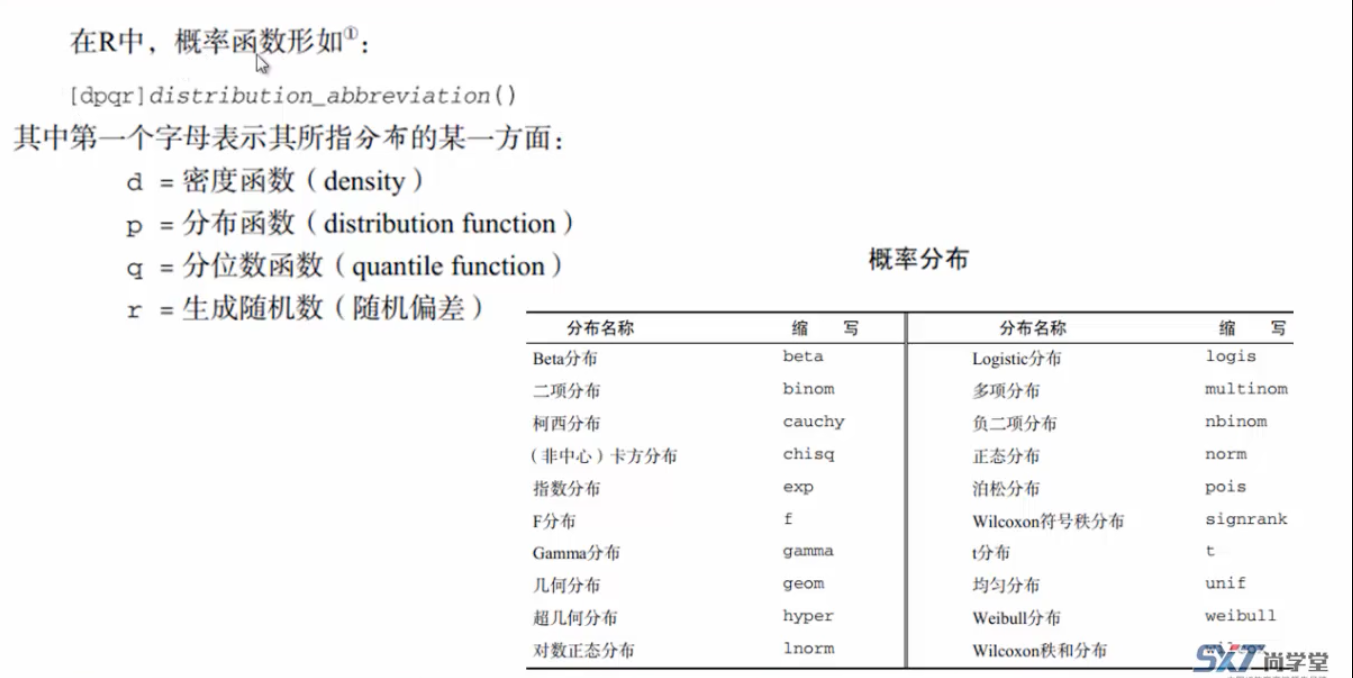 在R中，概率函数形如①：
[dpqr]distribution_abbreviation()
其中第一个字母表示其所指分布的某一方面：
d = 密度函数（density）
p = 分布函数（distribution function）
q = 分位数函数（quantile function）
r = 生成随机数（随机偏差）
概率分布
分布名称 缩 写 分布名称 缩 写
Beta分布 beta Logistic分布 logis
二项分布 binom 多项分布 multinom
柯西分布 cauchy 负二项分布 nbinom
（非中心）卡方分布 chisq 正态分布 norm
指数分布 exp 泊松分布 pois
F分布 f Wilcoxon符号秩分布 signrank
Gamma分布 gamma t分布 t
几何分布 geom 均匀分布 unif
超几何分布 hyper Weibull分布 weibull
对数正态分布 lnorm Wilcoxon秩和分布
SXT尚学堂